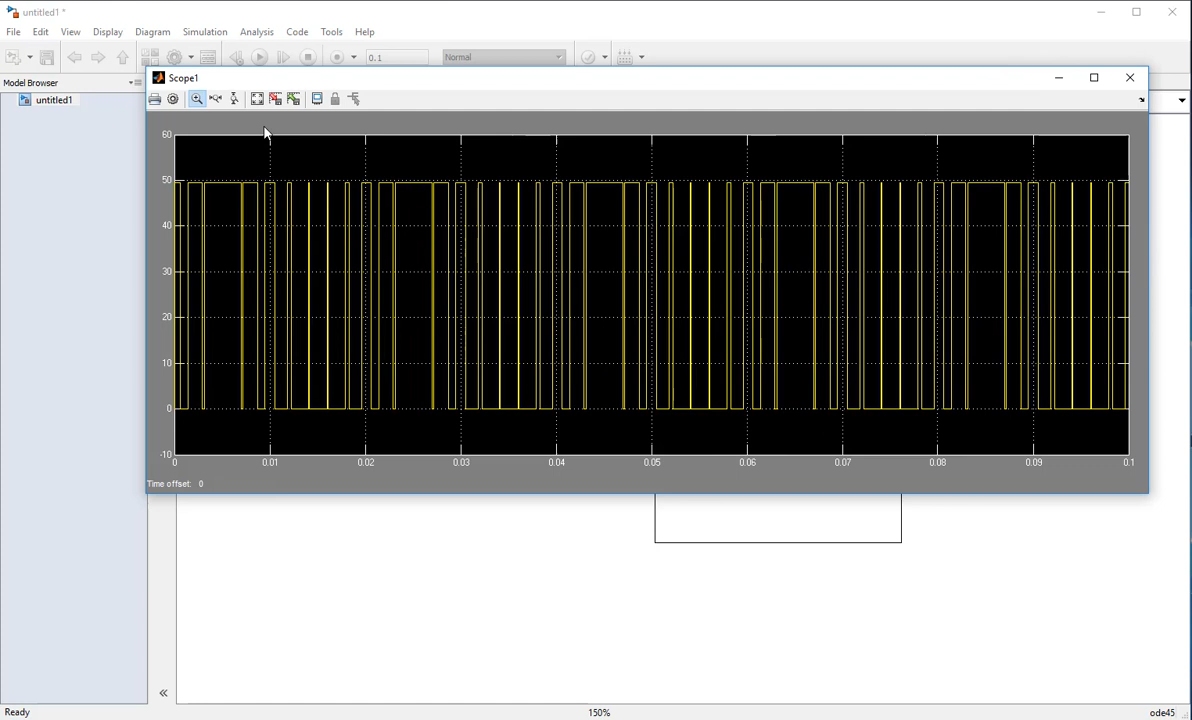 untitled1 *
File Edit View Display Diagram Simulation Analysis Code Tools Help
0.1 Normal
Model Browser
untitled1
Scope1
60
50
40
30
20
10
0
-10
0 0.01 0.02 0.03 0.04 0.05 0.06 0.07 0.08 0.09 0.1
Time offset: 0
Ready 150% ode45